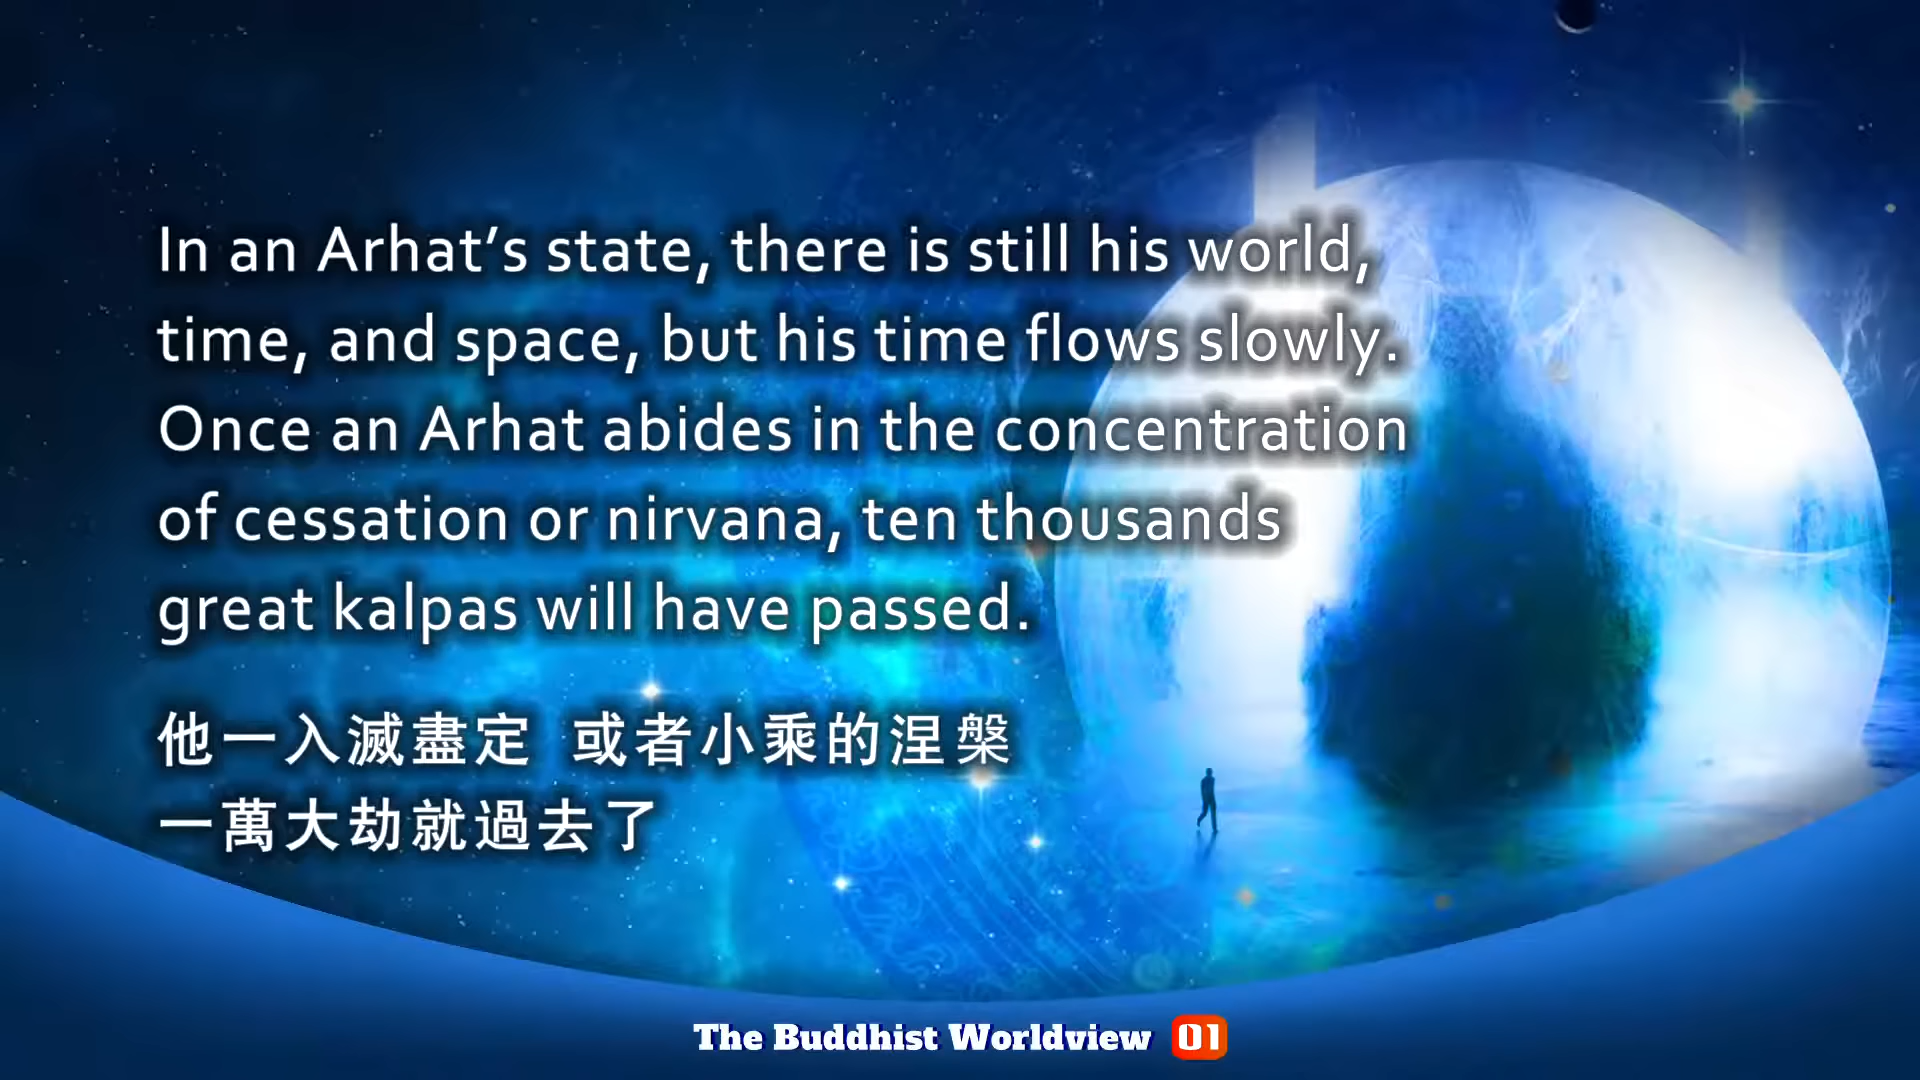 In an Arhat’s state, there is still his world,
time, and space, but his time flows slowly.
Once an Arhat abides in the concentration
of cessation or nirvana, ten thousands
great kalpas will have passed.
他一入滅盡定 或者小乘的涅槃
一萬大劫就過去了
The Buddhist Worldview 01